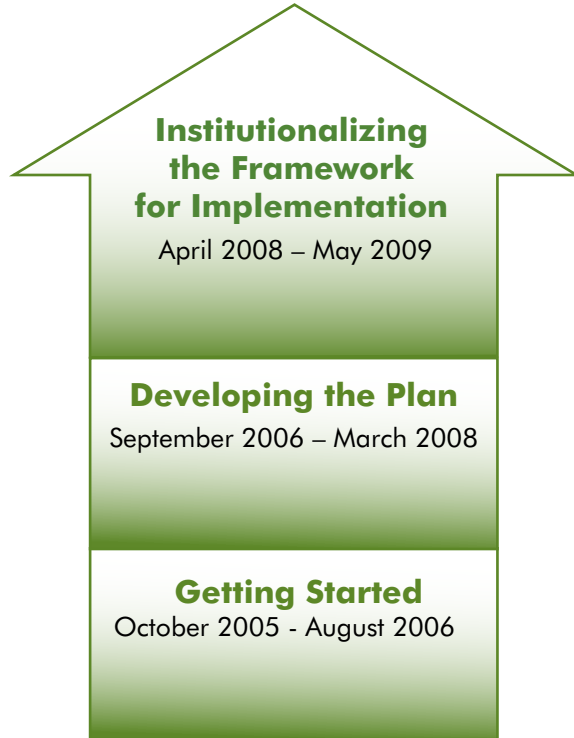 Institutionalizing
the Framework
for Implementation
April 2008 – May 2009
Developing the Plan
September 2006 – March 2008
Getting Started
October 2005 - August 2006